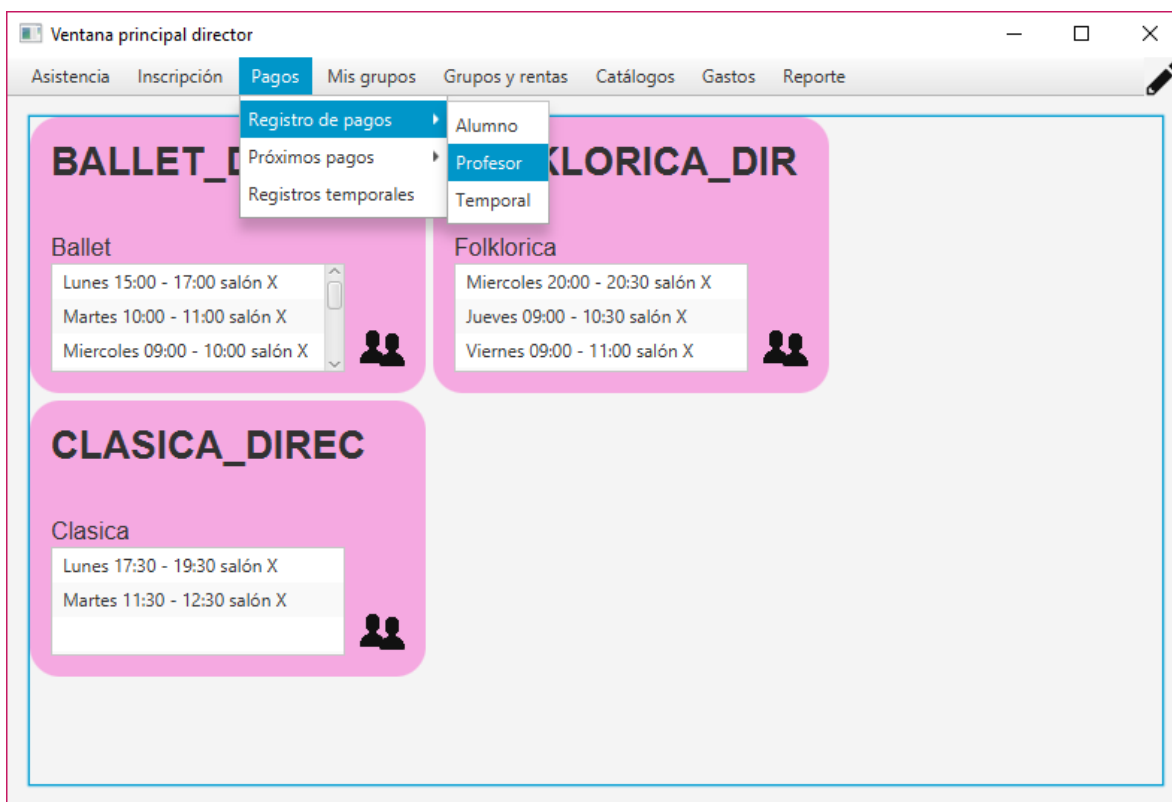 Ventana principal director
Asistencia Inscripción Pagos Mis grupos Grupos y rentas Catálogos Gastos Reporte
Registro de pagos
Próximos pagos
Registros temporales
Alumno
Profesor
Temporal
BALLET_D
KLORICA_DIR
Ballet
Lunes 15:00 - 17:00 salón X
Martes 10:00 - 11:00 salón X
Miercoles 09:00 - 10:00 salón X
Folklorica
Miercoles 20:00 - 20:30 salón X
Jueves 09:00 - 10:30 salón X
Viernes 09:00 - 11:00 salón X
CLASICA_DIREC
Clasica
Lunes 17:30 - 19:30 salón X
Martes 11:30 - 12:30 salón X